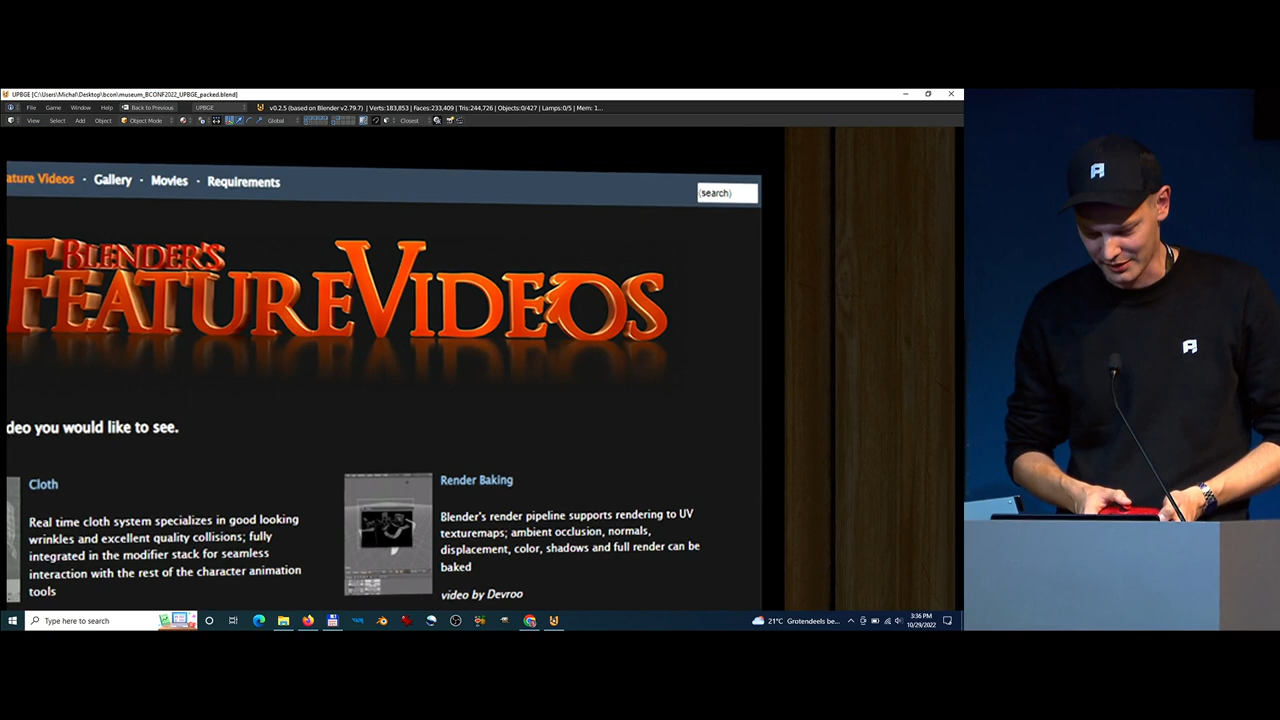 UPBGE [C:\Users\Michal\Desktop\bcon\museum_BCONF2022_UPBGE_packed.blend]
File Game Window Help Back to Previous UPBGE v0.2.5 (based on Blender v2.79.7) | Verts:183,853 | Faces:233,409 | Tris:244,726 | Objects:0/427 | Lamps:0/5 | Mem: 1...
View Select Add Object Object Mode Global Closest
ature Videos · Gallery · Movies · Requirements (search)
BLENDER'S
FEATUREVIDEOS
deo you would like to see.
Cloth
Real time cloth system specializes in good looking
wrinkles and excellent quality collisions; fully
integrated in the modifier stack for seamless
interaction with the rest of the character animation
tools
Render Baking
Blender's render pipeline supports rendering to UV
texturemaps; ambient occlusion, normals,
displacement, color, shadows and full render can be
baked
video by Devroo
Type here to search
21°C Grotendeels be...
3:36 PM
10/29/2022